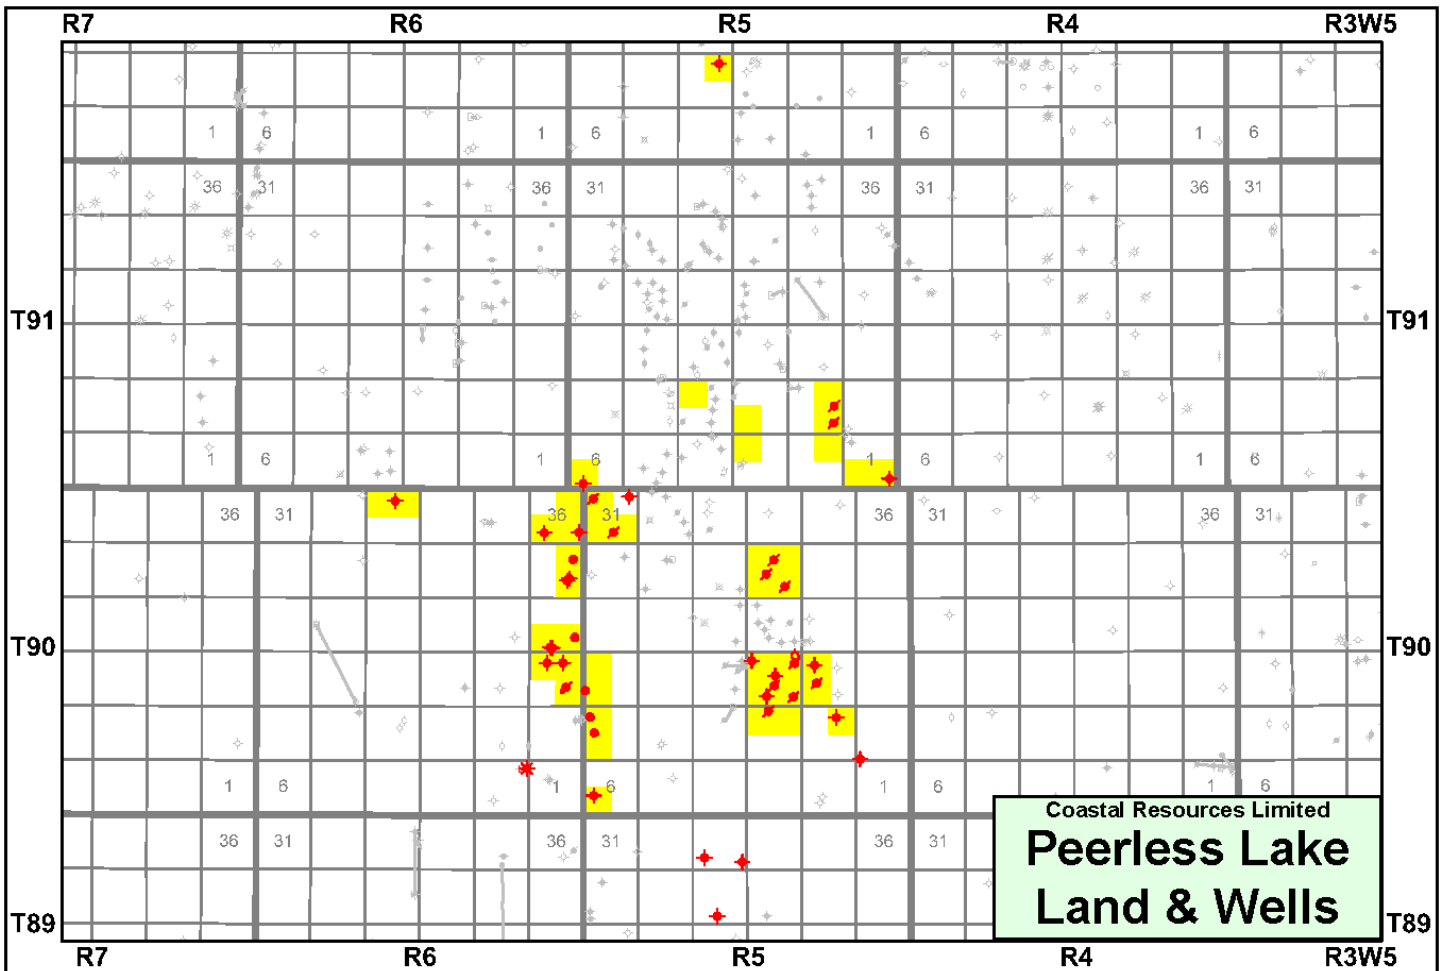 R7 R6 R5 R4 R3W5
1 6 1 6 1 6 1 6
36 31 36 31 36 31 36 31
T91 T91
1 6 1 6 1 6 1 6
36 31 36 31 36 31 36 31
T90 T90
1 6 1 6 1 6 1 6
Coastal Resources Limited
36 31 36 31 36 31
Peerless Lake
Land & Wells
T89 T89
R7 R6 R5 R4 R3W5